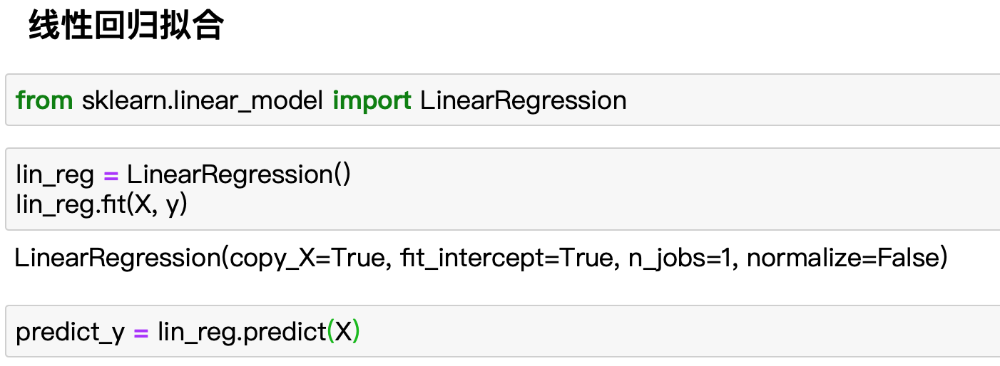 线性回归拟合
from sklearn.linear_model import LinearRegression
lin_reg = LinearRegression()
lin_reg.fit(X, y)
LinearRegression(copy_X=True, fit_intercept=True, n_jobs=1, normalize=False)
predict_y = lin_reg.predict(X)